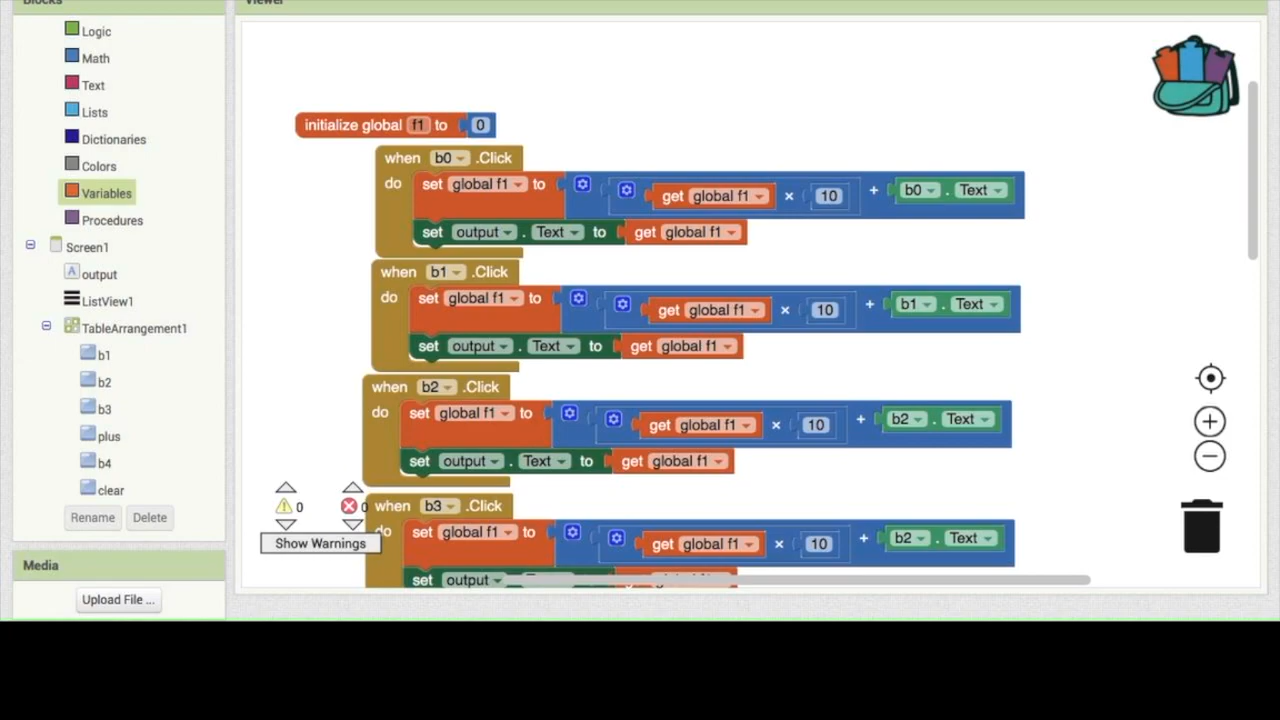 Blocks
Viewer
Logic
Math
Text
Lists
Dictionaries
Colors
Variables
Procedures
Screen1
output
ListView1
TableArrangement1
b1
b2
b3
plus
b4
clear
Rename Delete
Media
Upload File ...
initialize global f1 to 0
when b0 .Click
do set global f1 to get global f1 × 10 + b0 . Text
set output . Text to get global f1
when b1 .Click
do set global f1 to get global f1 × 10 + b1 . Text
set output . Text to get global f1
when b2 .Click
do set global f1 to get global f1 × 10 + b2 . Text
set output . Text to get global f1
when b3 .Click
do set global f1 to get global f1 × 10 + b2 . Text
set output
0 0
Show Warnings